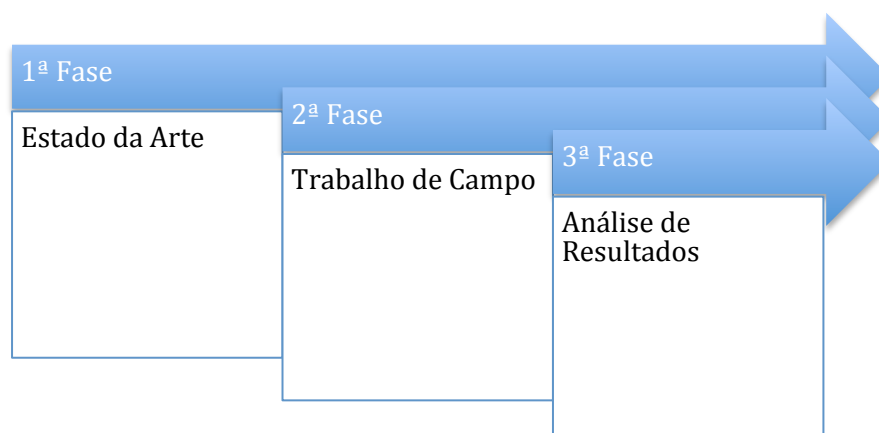 1ª Fase
Estado da Arte
2ª Fase
Trabalho de Campo
3ª Fase
Análise de
Resultados